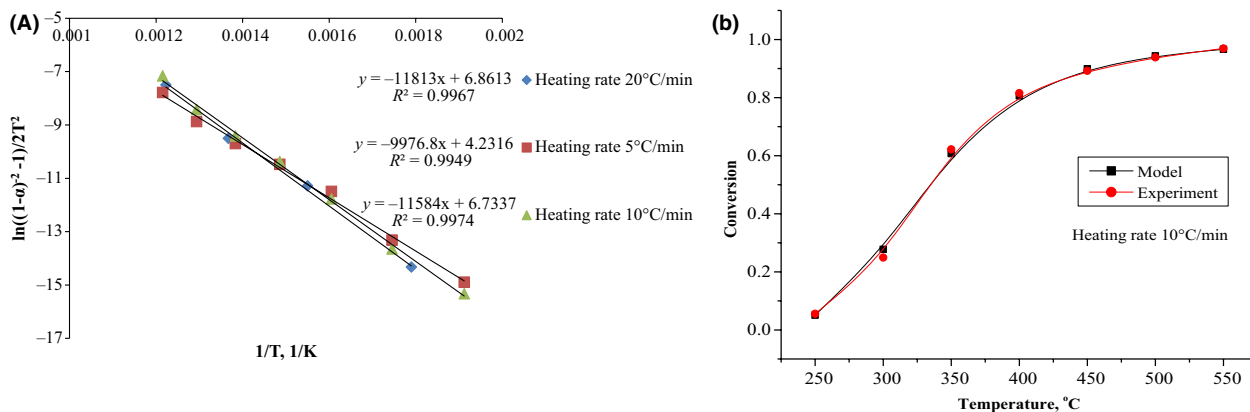 (A)
−5
0.001
0.0012
0.0014
0.0016
0.0018
0.002
−7
−9
−11
−13
−15
−17
ln((1-α)⁻² -1)/2T²
1/T, 1/K
y = −11813x + 6.8613
R² = 0.9967
Heating rate 20°C/min
y = −9976.8x + 4.2316
R² = 0.9949
Heating rate 5°C/min
y = −11584x + 6.7337
R² = 0.9974
Heating rate 10°C/min
(b)
1.0
0.8
0.6
0.4
0.2
0.0
Conversion
Model
Experiment
Heating rate 10°C/min
250
300
350
400
450
500
550
Temperature, °C